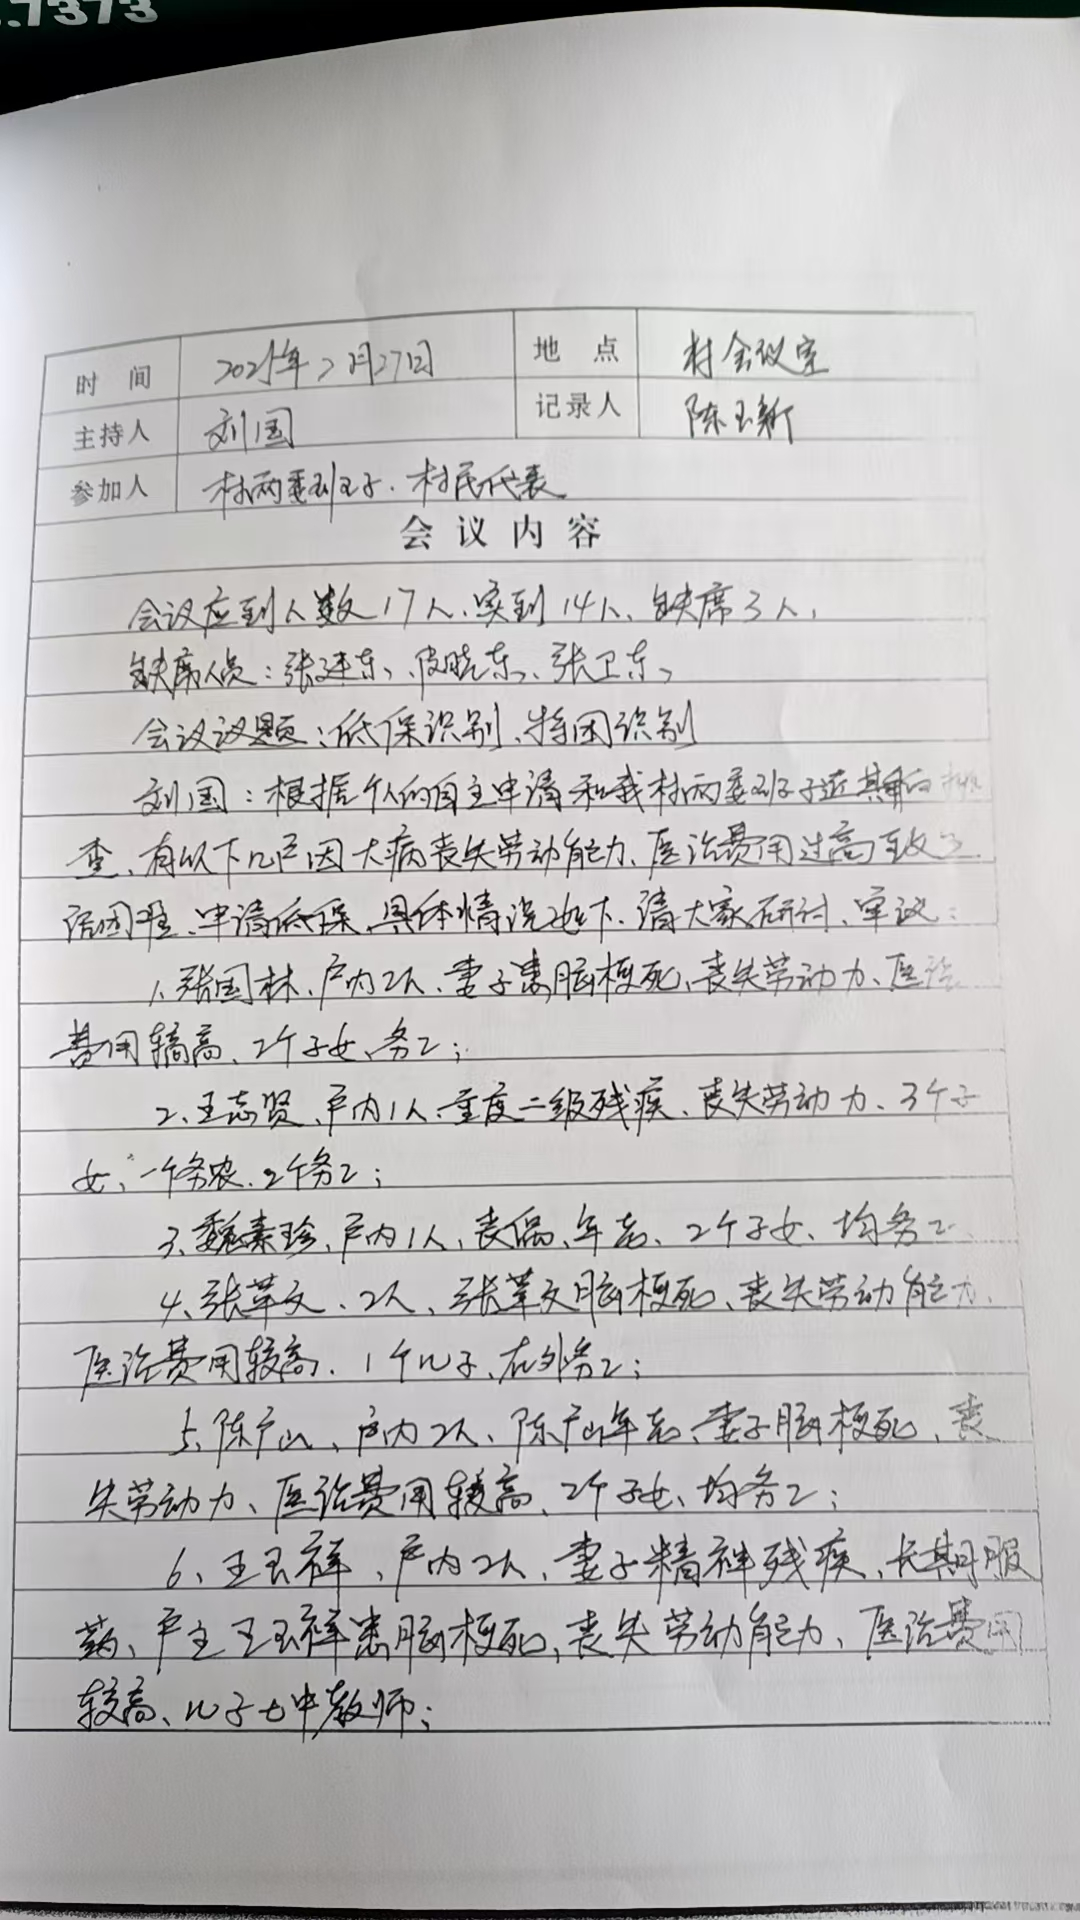 .7373
时间 2025年2月27日 地点 村会议室
主持人 刘国 记录人 陈玉新
参加人 村两委班子、村民代表
会议内容
会议应到人数17人、实到14人、缺席3人,
缺席人员:张建东、皮晓东、张卫东、
会议议题:低保识别、特困识别
刘国:根据个人的自主申请和我村两委班子近期的排
查、有以下几户因大病丧失劳动能力、医治费用过高致生
活困难、申请低保、具体情况如下、请大家研讨、审议:
1、张国林、户内2人、妻子患脑梗死、丧失劳动力、医治
费用较高、2个子女、务工;
2、王志贤、户内1人、重度二级残疾、丧失劳动力、3个子
女、一个务农、2个务工;
3、魏素珍、户内1人、丧偶、年老、2个子女、均务工
4、张革文、2人、张革文脑梗死、丧失劳动能力、
医治费用较高、1个儿子、在外务工;
5、陈广山、户内2人、陈广山年老、妻子脑梗死、丧
失劳动力、医治费用较高、2个子女、均务工;
6、王玉祥、户内2人、妻子精神残疾、长期服
药、户主王玉祥患脑梗死、丧失劳动能力、医治费用
较高、儿子七中教师;